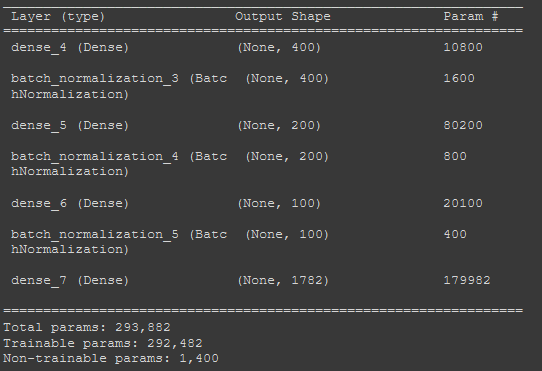 Layer (type) Output Shape Param #
dense_4 (Dense) (None, 400) 10800
batch_normalization_3 (Batc (None, 400) 1600
hNormalization)
dense_5 (Dense) (None, 200) 80200
batch_normalization_4 (Batc (None, 200) 800
hNormalization)
dense_6 (Dense) (None, 100) 20100
batch_normalization_5 (Batc (None, 100) 400
hNormalization)
dense_7 (Dense) (None, 1782) 179982
Total params: 293,882
Trainable params: 292,482
Non-trainable params: 1,400